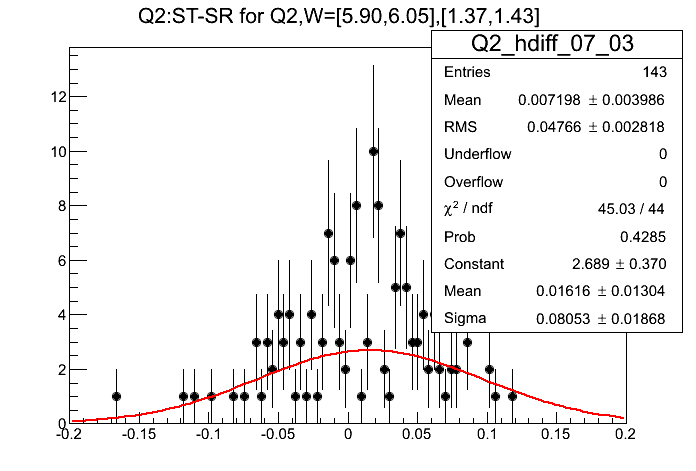 Q2:ST-SR for Q2,W=[5.90,6.05],[1.37,1.43]
Q2_hdiff_07_03
Entries 143
Mean 0.007198 ± 0.003986
RMS 0.04766 ± 0.002818
Underflow 0
Overflow 0
χ² / ndf 45.03 / 44
Prob 0.4285
Constant 2.689 ± 0.370
Mean 0.01616 ± 0.01304
Sigma 0.08053 ± 0.01868
12
10
8
6
4
2
0
-0.2 -0.15 -0.1 -0.05 0 0.05 0.1 0.15 0.2